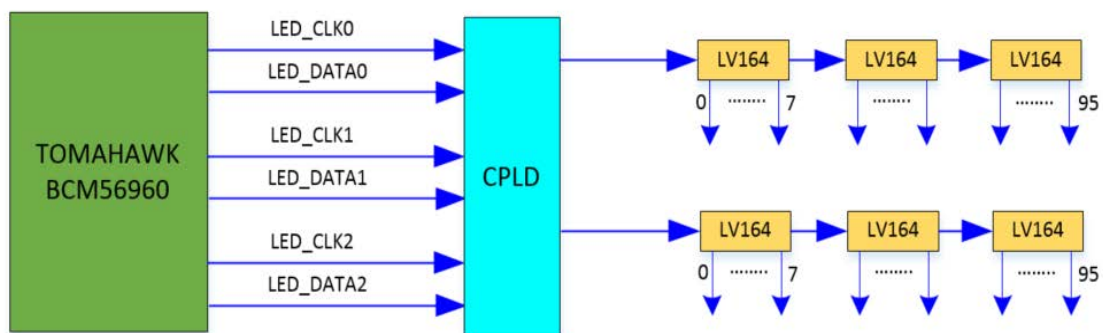 LED_CLK0
LED_DATA0
LED_CLK1
LED_DATA1
LED_CLK2
LED_DATA2
TOMAHAWK
BCM56960
CPLD
LV164
LV164
LV164
0 ........ 7 ........ ........ 95
LV164
LV164
LV164
0 ........ 7 ........ ........ 95